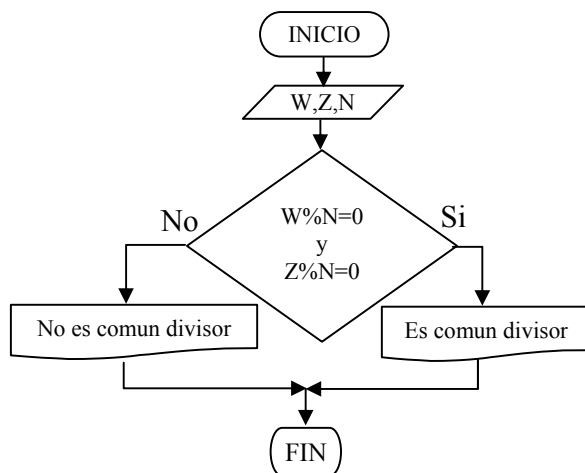 INICIO
W,Z,N
No
Si
W%N=0
y
Z%N=0
No es comun divisor
Es comun divisor
FIN